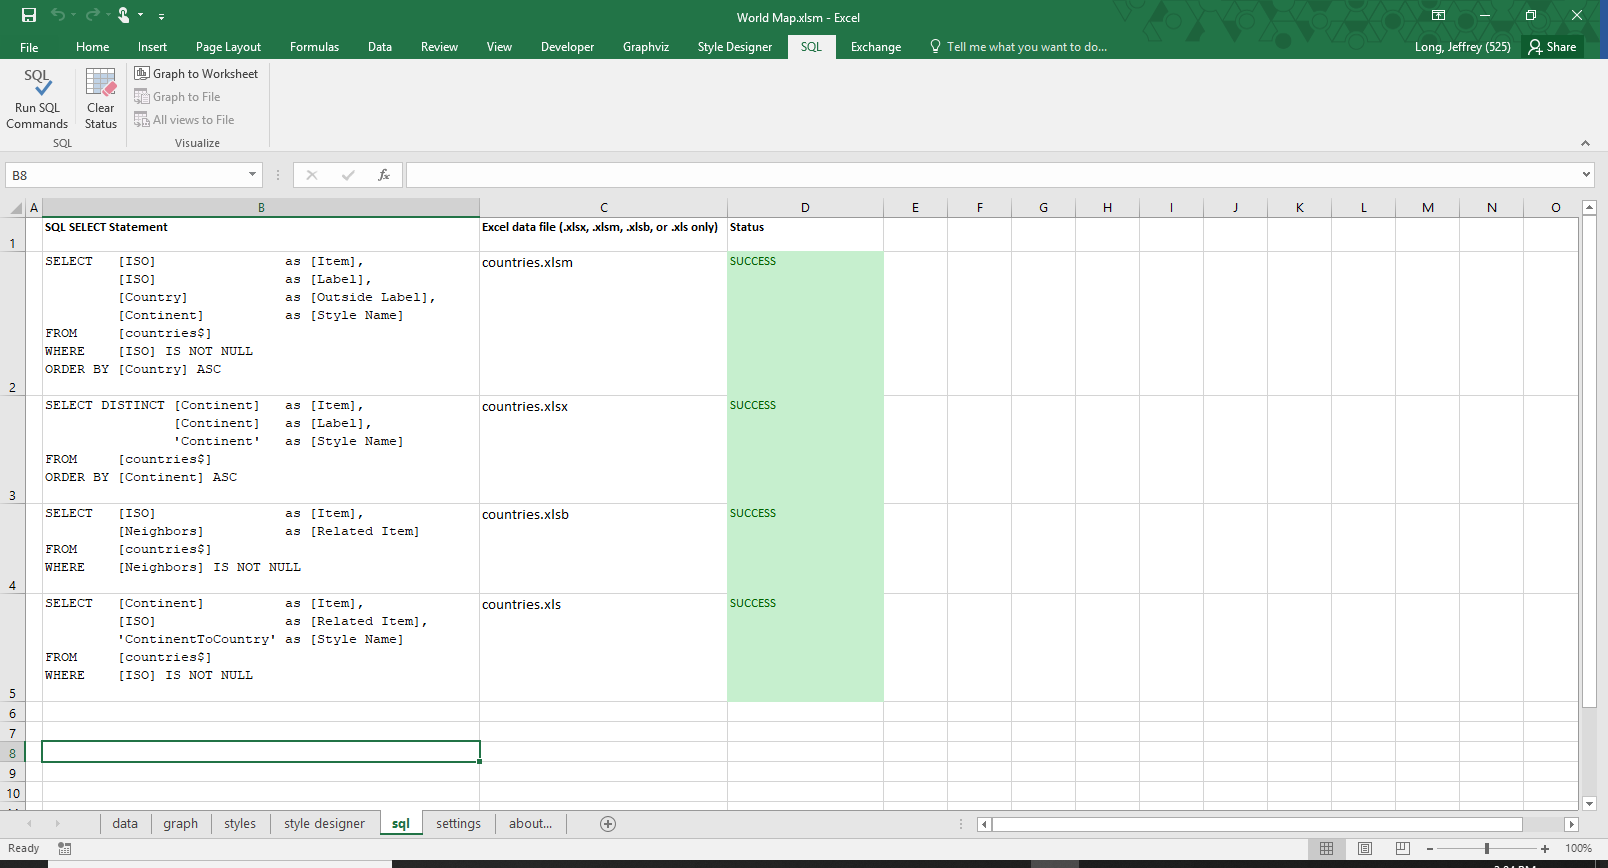 World Map.xlsm - Excel
File Home Insert Page Layout Formulas Data Review View Developer Graphviz Style Designer SQL Exchange Tell me what you want to do... Long, Jeffrey (525) Share
SQL
Run SQL Commands
Clear Status
Graph to Worksheet
Graph to File
All views to File
SQL Visualize
B8 fx
A B C D E F G H I J K L M N O
1 SQL SELECT Statement Excel data file (.xlsx, .xlsm, .xlsb, or .xls only) Status
SELECT [ISO] as [Item], countries.xlsm SUCCESS
[ISO] as [Label],
[Country] as [Outside Label],
[Continent] as [Style Name]
FROM [countries$]
WHERE [ISO] IS NOT NULL
ORDER BY [Country] ASC
2
SELECT DISTINCT [Continent] as [Item], countries.xlsx SUCCESS
[Continent] as [Label],
'Continent' as [Style Name]
FROM [countries$]
ORDER BY [Continent] ASC
3
SELECT [ISO] as [Item], countries.xlsb SUCCESS
[Neighbors] as [Related Item]
FROM [countries$]
WHERE [Neighbors] IS NOT NULL
4
SELECT [Continent] as [Item], countries.xls SUCCESS
[ISO] as [Related Item],
'ContinentToCountry' as [Style Name]
FROM [countries$]
WHERE [ISO] IS NOT NULL
5
6
7
8
9
10
data graph styles style designer sql settings about...
Ready 100%